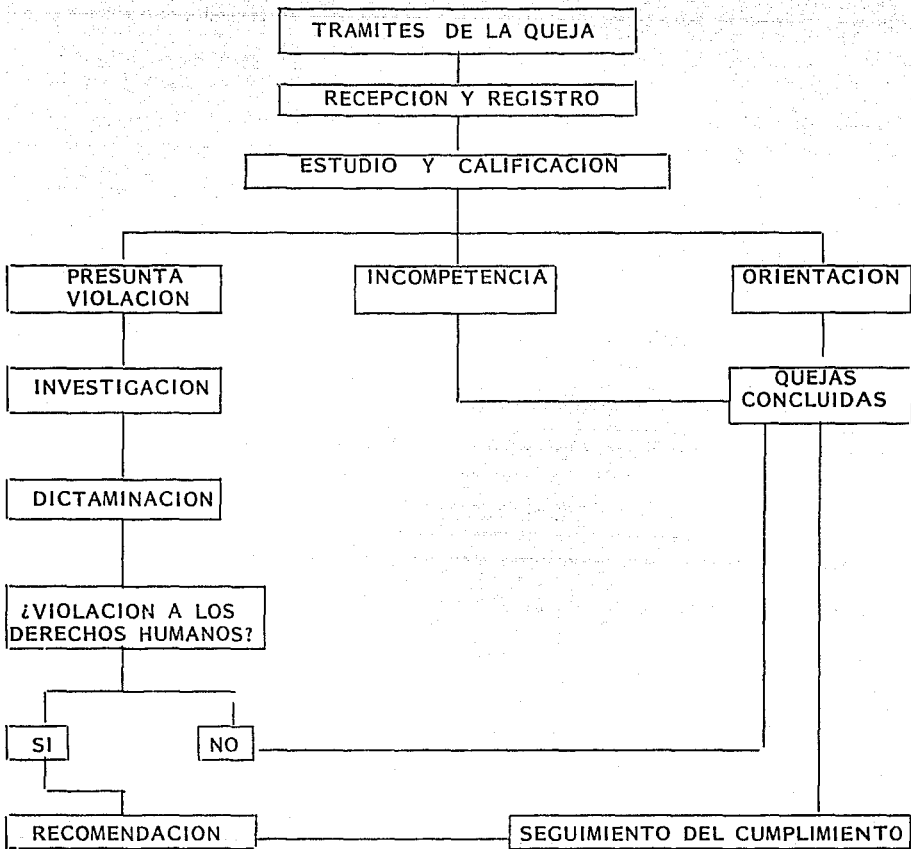 TRAMITES DE LA QUEJA
RECEPCION Y REGISTRO
ESTUDIO Y CALIFICACION
PRESUNTA
VIOLACION
INCOMPETENCIA
ORIENTACION
INVESTIGACION
QUEJAS
CONCLUIDAS
DICTAMINACION
¿VIOLACION A LOS
DERECHOS HUMANOS?
SI
NO
RECOMENDACION
SEGUIMIENTO DEL CUMPLIMIENTO